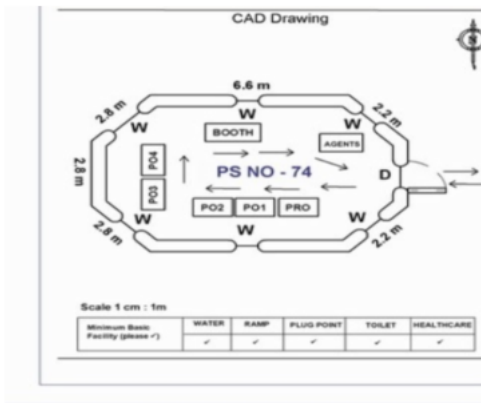 CAD Drawing
N
6.6 m
2.8 m
2.2 m
W
W
W
BOOTH
AGENTS
PO4
2.8 m
PS NO - 74
D
PO3
PO2
PO1
PRO
W
W
W
2.8 m
2.2 m
Scale 1 cm : 1m
Minimum Basic
Facility (please ✓)
WATER
RAMP
PLUG POINT
TOILET
HEALTHCARE
✓
✓
✓
✓
✓